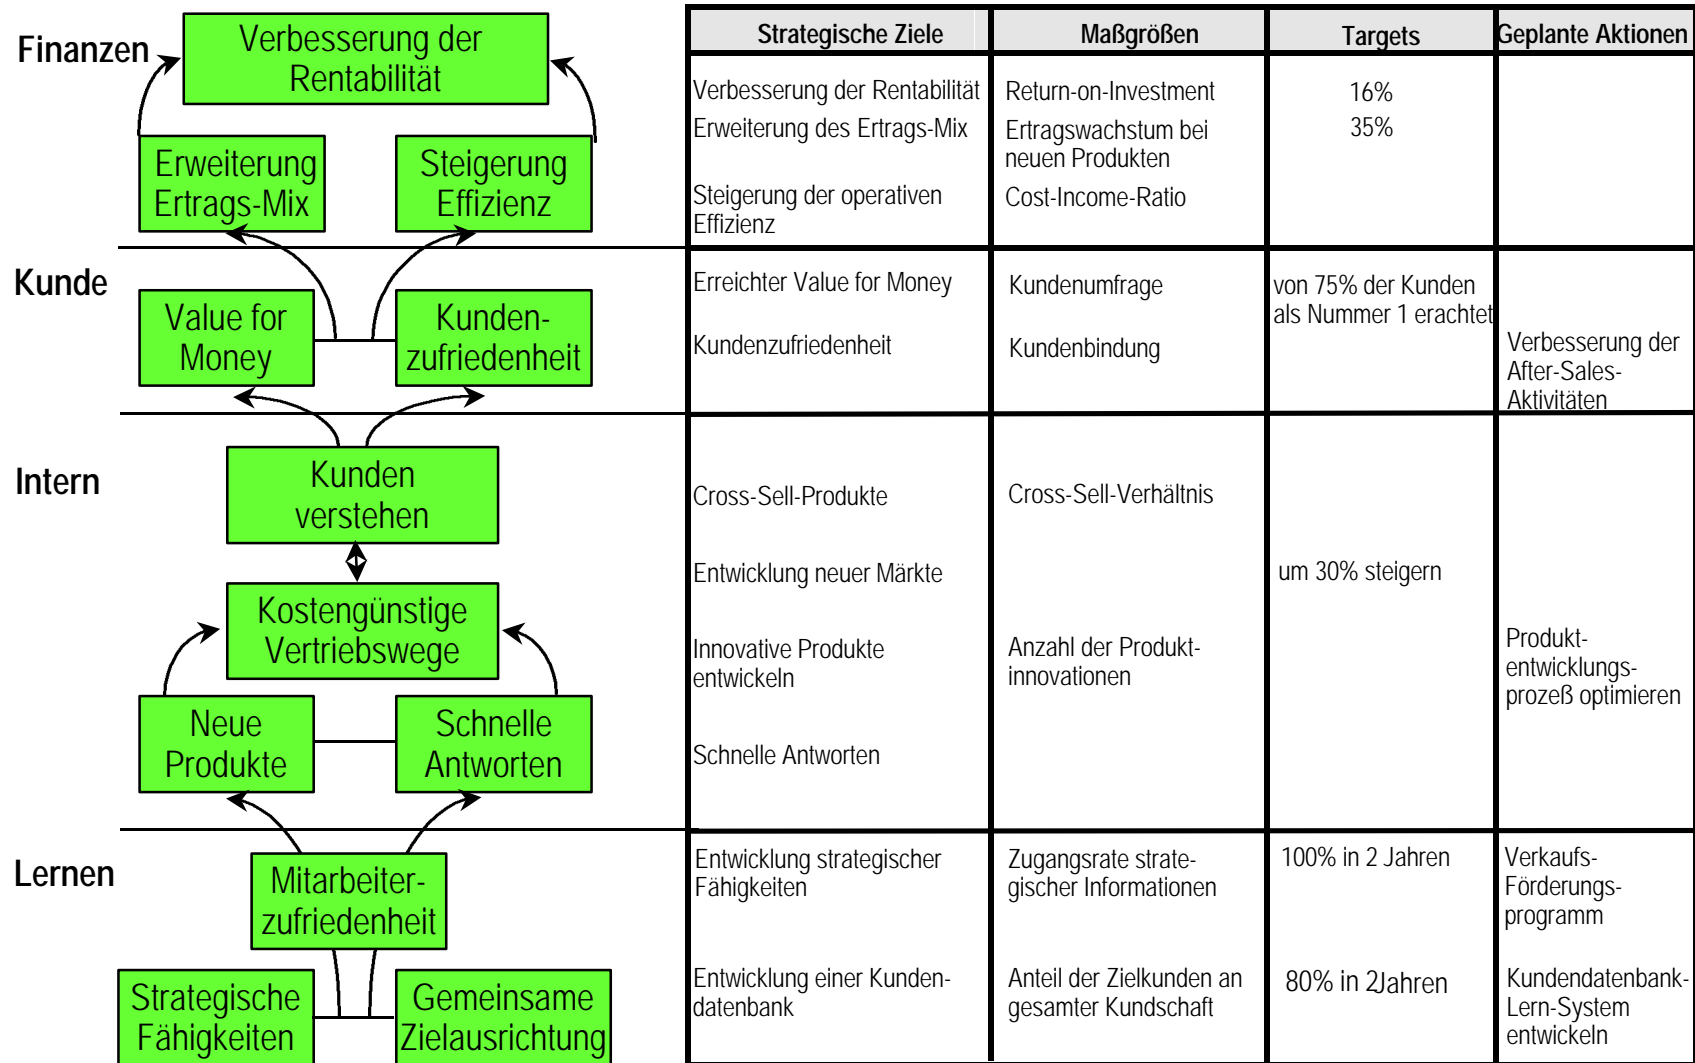 Finanzen
Verbesserung der
Rentabilität
Erweiterung
Ertrags-Mix
Steigerung
Effizienz
Kunde
Value for
Money
Kunden-
zufriedenheit
Intern
Kunden
verstehen
Kostengünstige
Vertriebswege
Neue
Produkte
Schnelle
Antworten
Lernen
Mitarbeiter-
zufriedenheit
Strategische
Fähigkeiten
Gemeinsame
Zielausrichtung
Strategische Ziele
Maßgrößen
Targets
Geplante Aktionen
Verbesserung der Rentabilität
Return-on-Investment
16%
Erweiterung des Ertrags-Mix
Ertragswachstum bei
neuen Produkten
35%
Steigerung der operativen
Effizienz
Cost-Income-Ratio
Erreichter Value for Money
Kundenumfrage
von 75% der Kunden
als Nummer 1 erachtet
Kundenzufriedenheit
Kundenbindung
Verbesserung der
After-Sales-
Aktivitäten
Cross-Sell-Produkte
Cross-Sell-Verhältnis
Entwicklung neuer Märkte
um 30% steigern
Innovative Produkte
entwickeln
Anzahl der Produkt-
innovationen
Produkt-
entwicklungs-
prozeß optimieren
Schnelle Antworten
Entwicklung strategischer
Fähigkeiten
Zugangsrate strate-
gischer Informationen
100% in 2 Jahren
Verkaufs-
Förderungs-
programm
Entwicklung einer Kunden-
datenbank
Anteil der Zielkunden an
gesamter Kundschaft
80% in 2Jahren
Kundendatenbank-
Lern-System
entwickeln